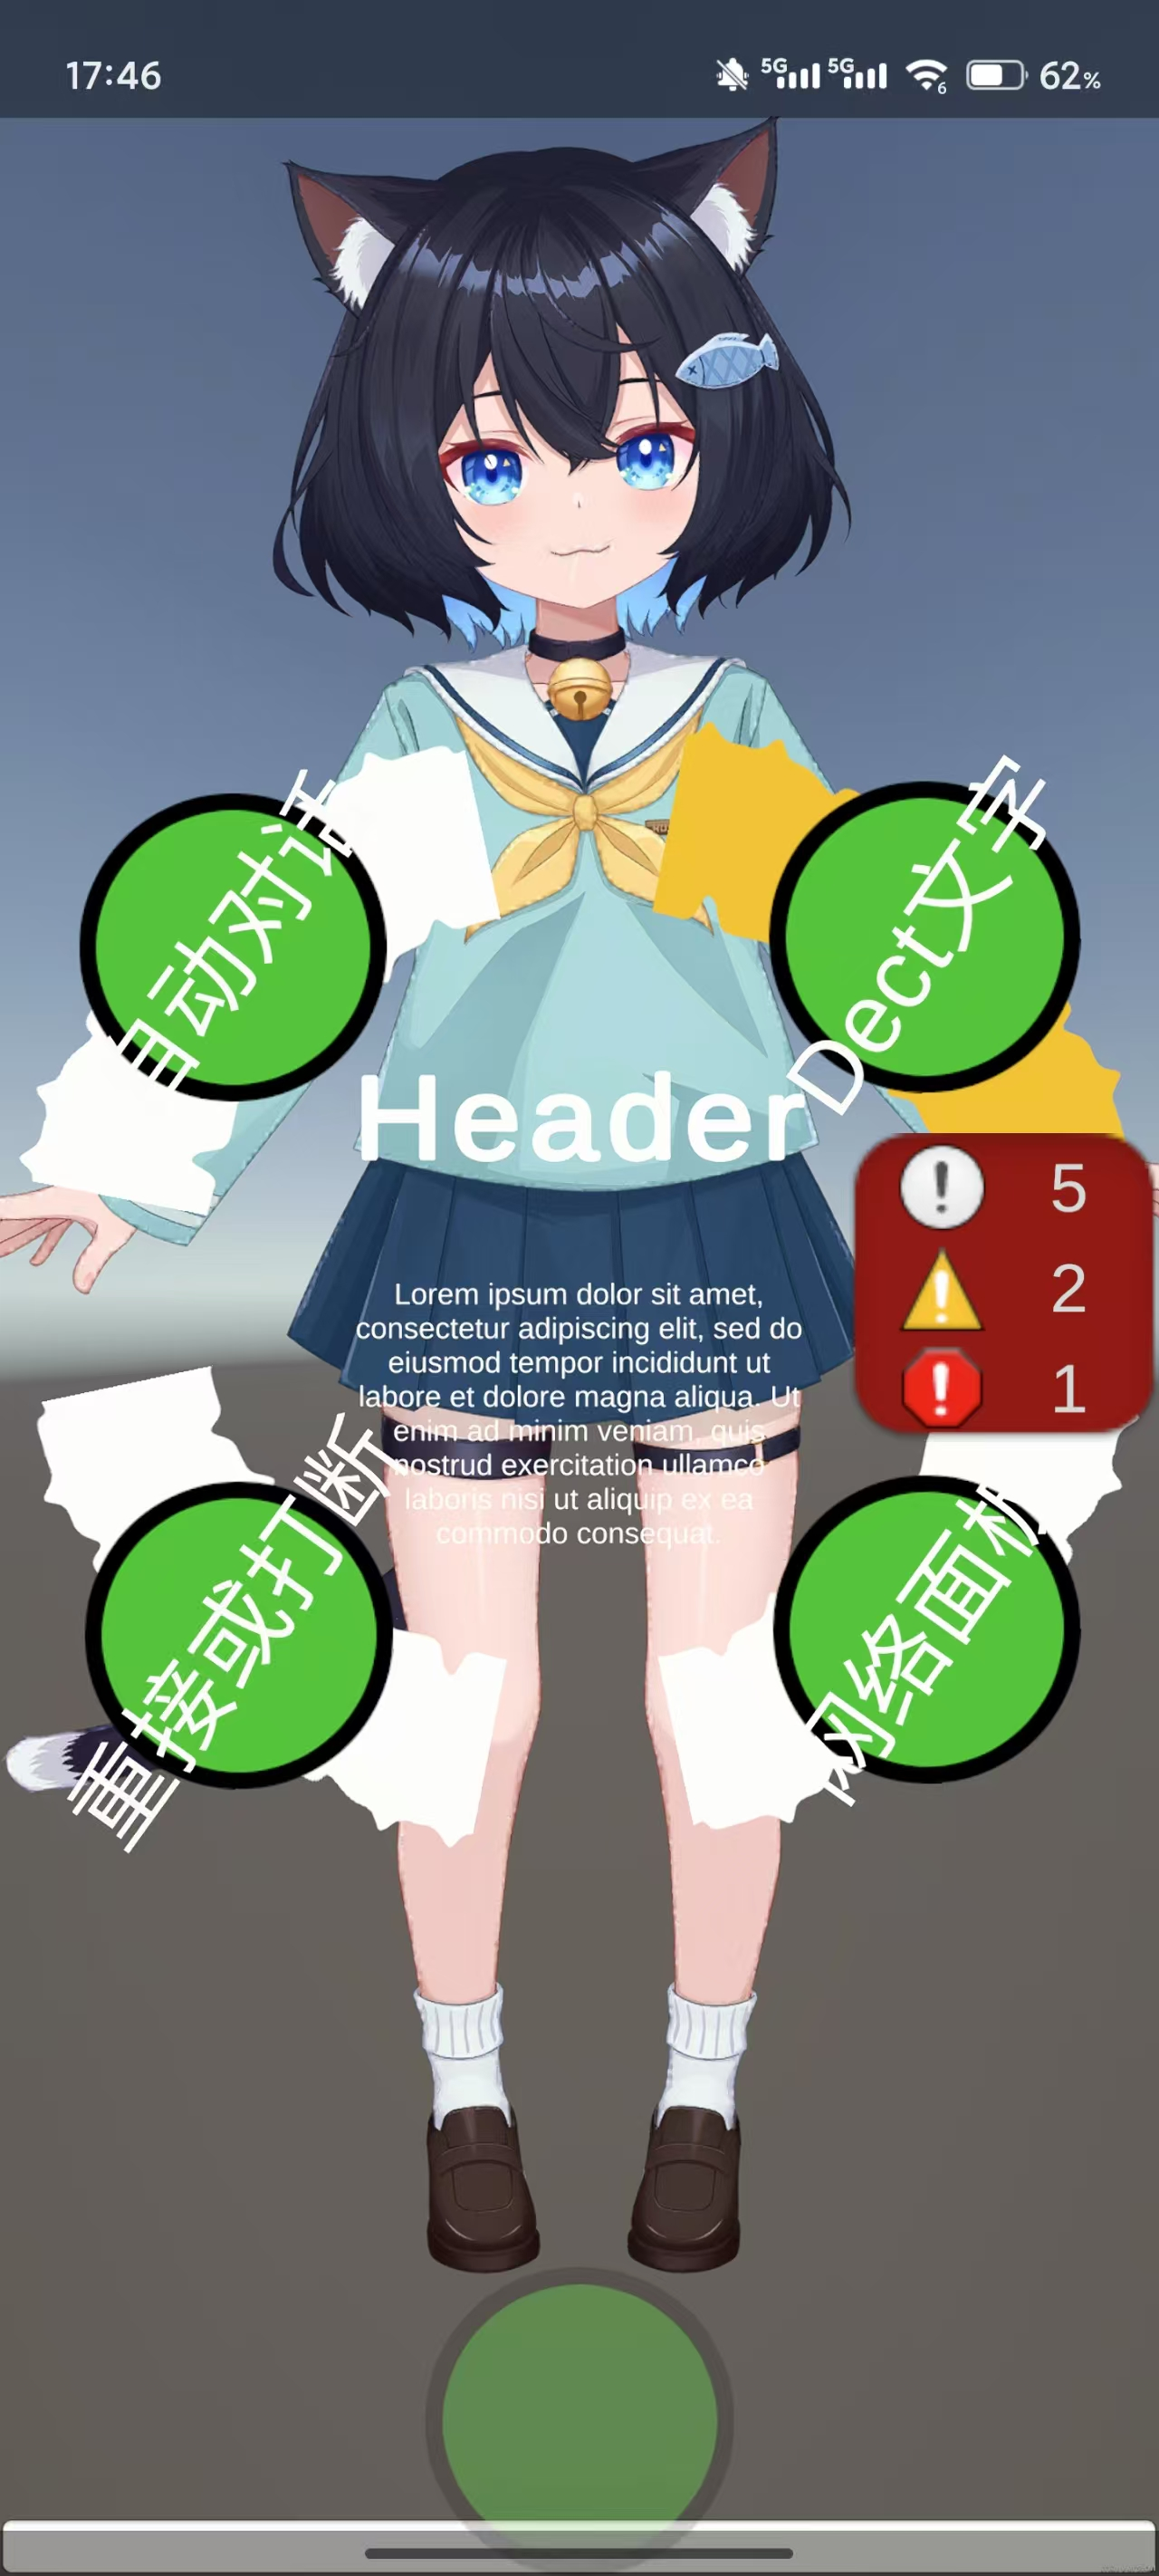 17:46
5G 5G 6 62%
自动对话
Dect文字
Header
5
2
1
Lorem ipsum dolor sit amet,
consectetur adipiscing elit, sed do
eiusmod tempor incididunt ut
labore et dolore magna aliqua. Ut
enim ad minim veniam, quis
nostrud exercitation ullamco
laboris nisi ut aliquip ex ea
commodo consequat.
重接或打断
网络面板